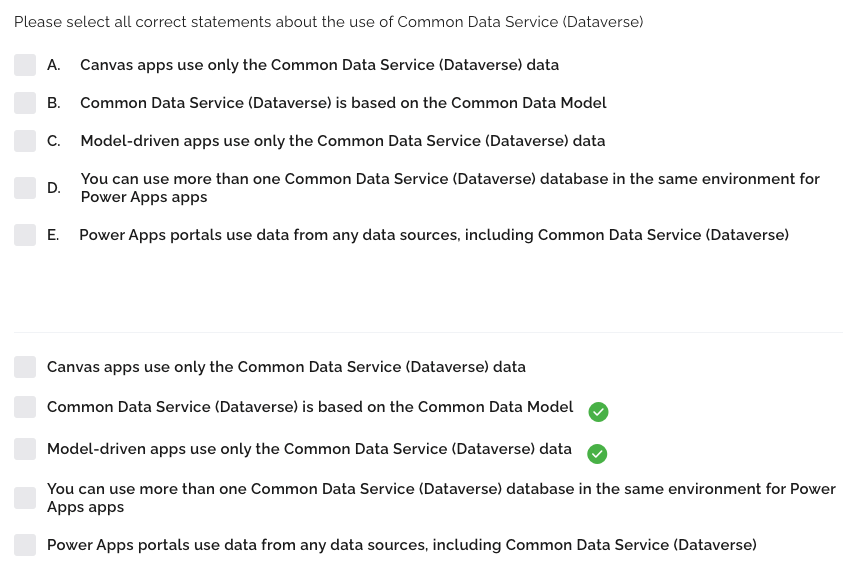 Please select all correct statements about the use of Common Data Service (Dataverse)
A. Canvas apps use only the Common Data Service (Dataverse) data
B. Common Data Service (Dataverse) is based on the Common Data Model
C. Model-driven apps use only the Common Data Service (Dataverse) data
D. You can use more than one Common Data Service (Dataverse) database in the same environment for
Power Apps apps
E. Power Apps portals use data from any data sources, including Common Data Service (Dataverse)
Canvas apps use only the Common Data Service (Dataverse) data
Common Data Service (Dataverse) is based on the Common Data Model
Model-driven apps use only the Common Data Service (Dataverse) data
You can use more than one Common Data Service (Dataverse) database in the same environment for Power
Apps apps
Power Apps portals use data from any data sources, including Common Data Service (Dataverse)